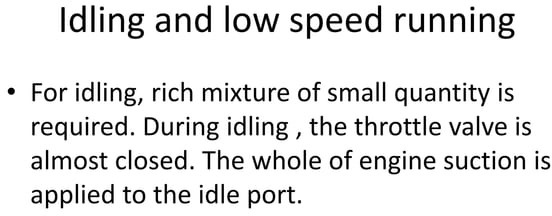 Idling and low speed running
• For idling, rich mixture of small quantity is
required. During idling , the throttle valve is
almost closed. The whole of engine suction is
applied to the idle port.